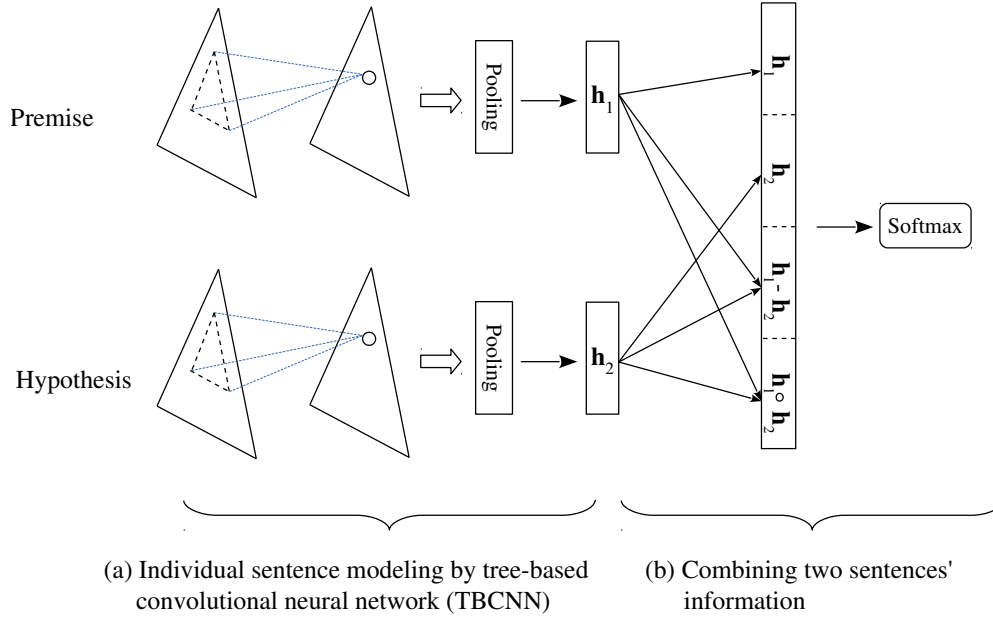 Premise
Pooling
h₁
h₁
h₂
h₁ - h₂
h₁ ∘ h₂
Softmax
Hypothesis
Pooling
h₂
(a) Individual sentence modeling by tree-based
convolutional neural network (TBCNN)
(b) Combining two sentences'
information